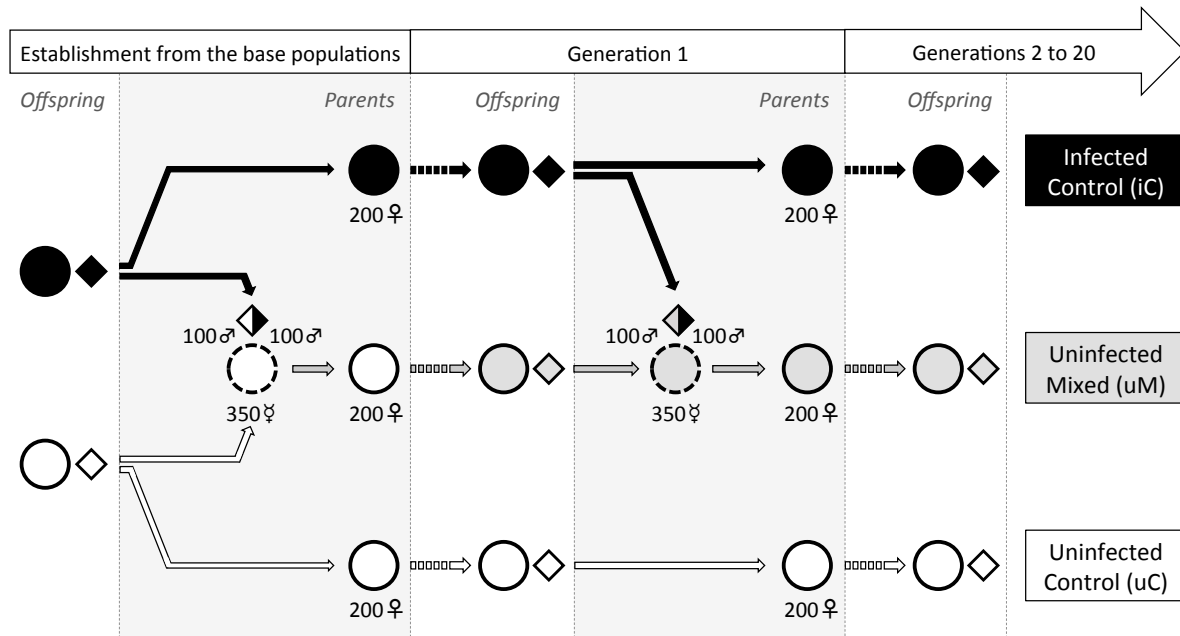 Establishment from the base populations
Generation 1
Generations 2 to 20
Offspring
Parents
Offspring
Parents
Offspring
200♀
200♀
Infected
Control (iC)
100♂ 100♂
350☿
200♀
100♂ 100♂
350☿
200♀
Uninfected
Mixed (uM)
200♀
200♀
Uninfected
Control (uC)